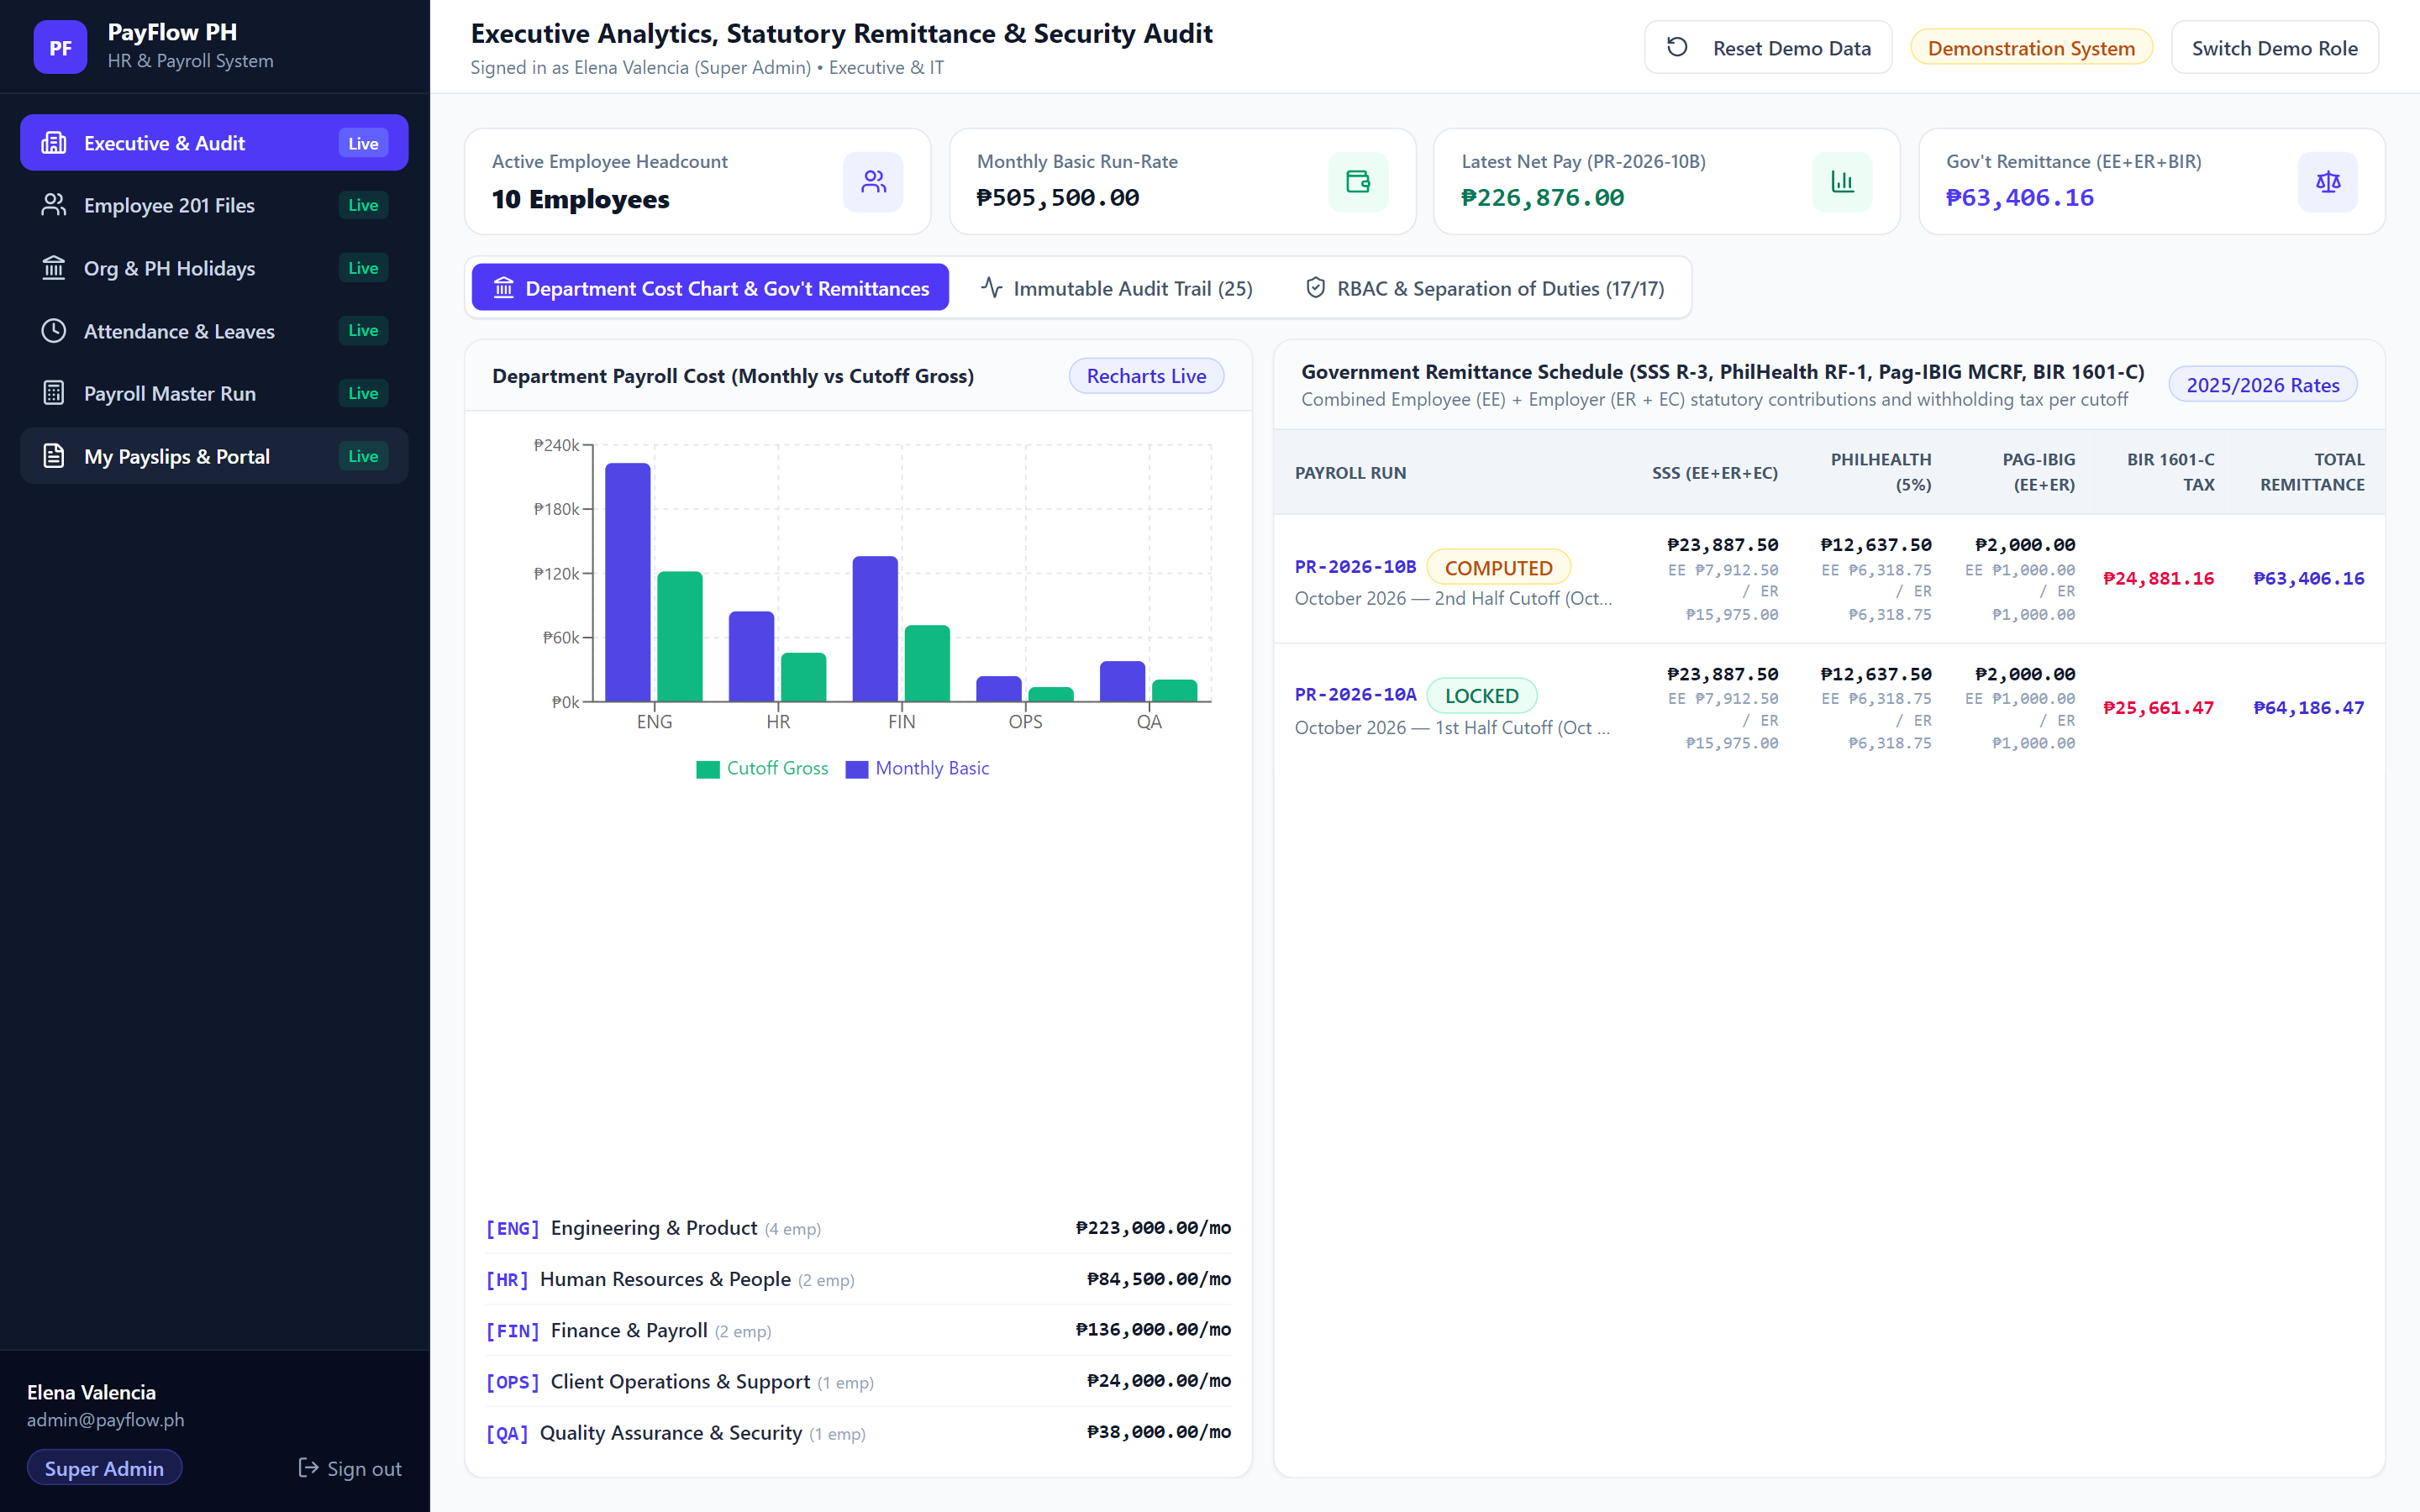 PF
PayFlow PH
HR & Payroll System
Executive & Audit Live
Employee 201 Files Live
Org & PH Holidays Live
Attendance & Leaves Live
Payroll Master Run Live
My Payslips & Portal Live
Elena Valencia
admin@payflow.ph
Super Admin
Sign out
Executive Analytics, Statutory Remittance & Security Audit
Signed in as Elena Valencia (Super Admin) • Executive & IT
Reset Demo Data
Demonstration System
Switch Demo Role
Active Employee Headcount
10 Employees
Monthly Basic Run-Rate
₱505,500.00
Latest Net Pay (PR-2026-10B)
₱226,876.00
Gov't Remittance (EE+ER+BIR)
₱63,406.16
Department Cost Chart & Gov't Remittances
Immutable Audit Trail (25)
RBAC & Separation of Duties (17/17)
Department Payroll Cost (Monthly vs Cutoff Gross)
Recharts Live
₱240k
₱180k
₱120k
₱60k
₱0k
ENG HR FIN OPS QA
Cutoff Gross Monthly Basic
[ENG] Engineering & Product (4 emp) ₱223,000.00/mo
[HR] Human Resources & People (2 emp) ₱84,500.00/mo
[FIN] Finance & Payroll (2 emp) ₱136,000.00/mo
[OPS] Client Operations & Support (1 emp) ₱24,000.00/mo
[QA] Quality Assurance & Security (1 emp) ₱38,000.00/mo
Government Remittance Schedule (SSS R-3, PhilHealth RF-1, Pag-IBIG MCRF, BIR 1601-C)
Combined Employee (EE) + Employer (ER + EC) statutory contributions and withholding tax per cutoff
2025/2026 Rates
PAYROLL RUN
SSS (EE+ER+EC)
PHILHEALTH
(5%)
PAG-IBIG
(EE+ER)
BIR 1601-C
TAX
TOTAL
REMITTANCE
PR-2026-10B COMPUTED
October 2026 — 2nd Half Cutoff (Oct...
₱23,887.50
EE ₱7,912.50
/ ER
₱15,975.00
₱12,637.50
EE ₱6,318.75
/ ER
₱6,318.75
₱2,000.00
EE ₱1,000.00
/ ER
₱1,000.00
₱24,881.16
₱63,406.16
PR-2026-10A LOCKED
October 2026 — 1st Half Cutoff (Oct ...
₱23,887.50
EE ₱7,912.50
/ ER
₱15,975.00
₱12,637.50
EE ₱6,318.75
/ ER
₱6,318.75
₱2,000.00
EE ₱1,000.00
/ ER
₱1,000.00
₱25,661.47
₱64,186.47